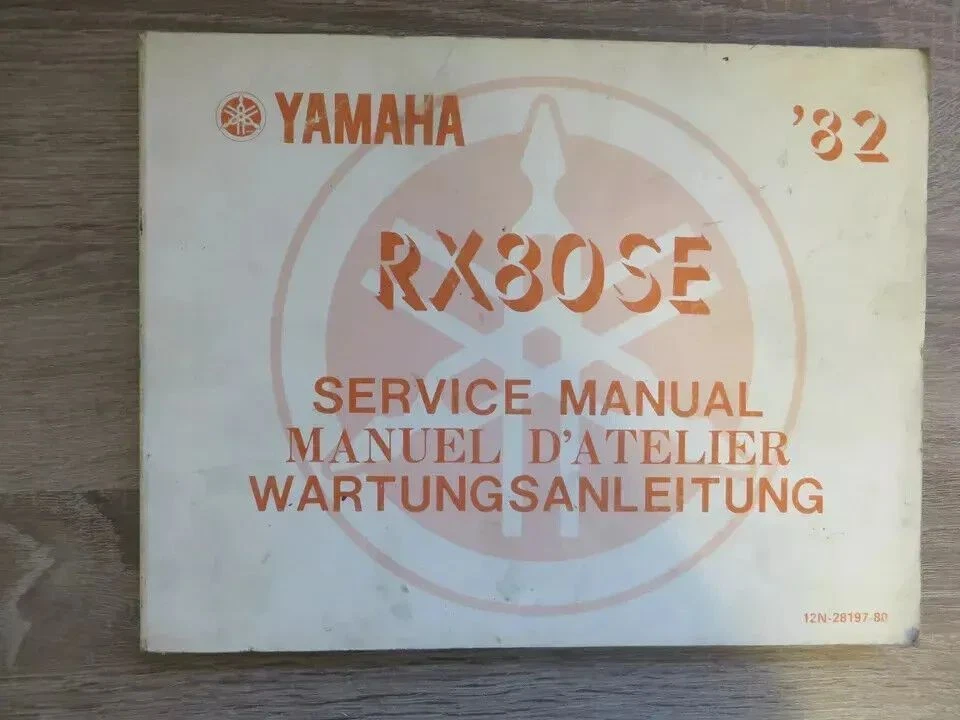 YAMAHA
'82
RX80SE
SERVICE MANUAL
MANUEL D'ATELIER
WARTUNGSANLEITUNG
12N-28197-80